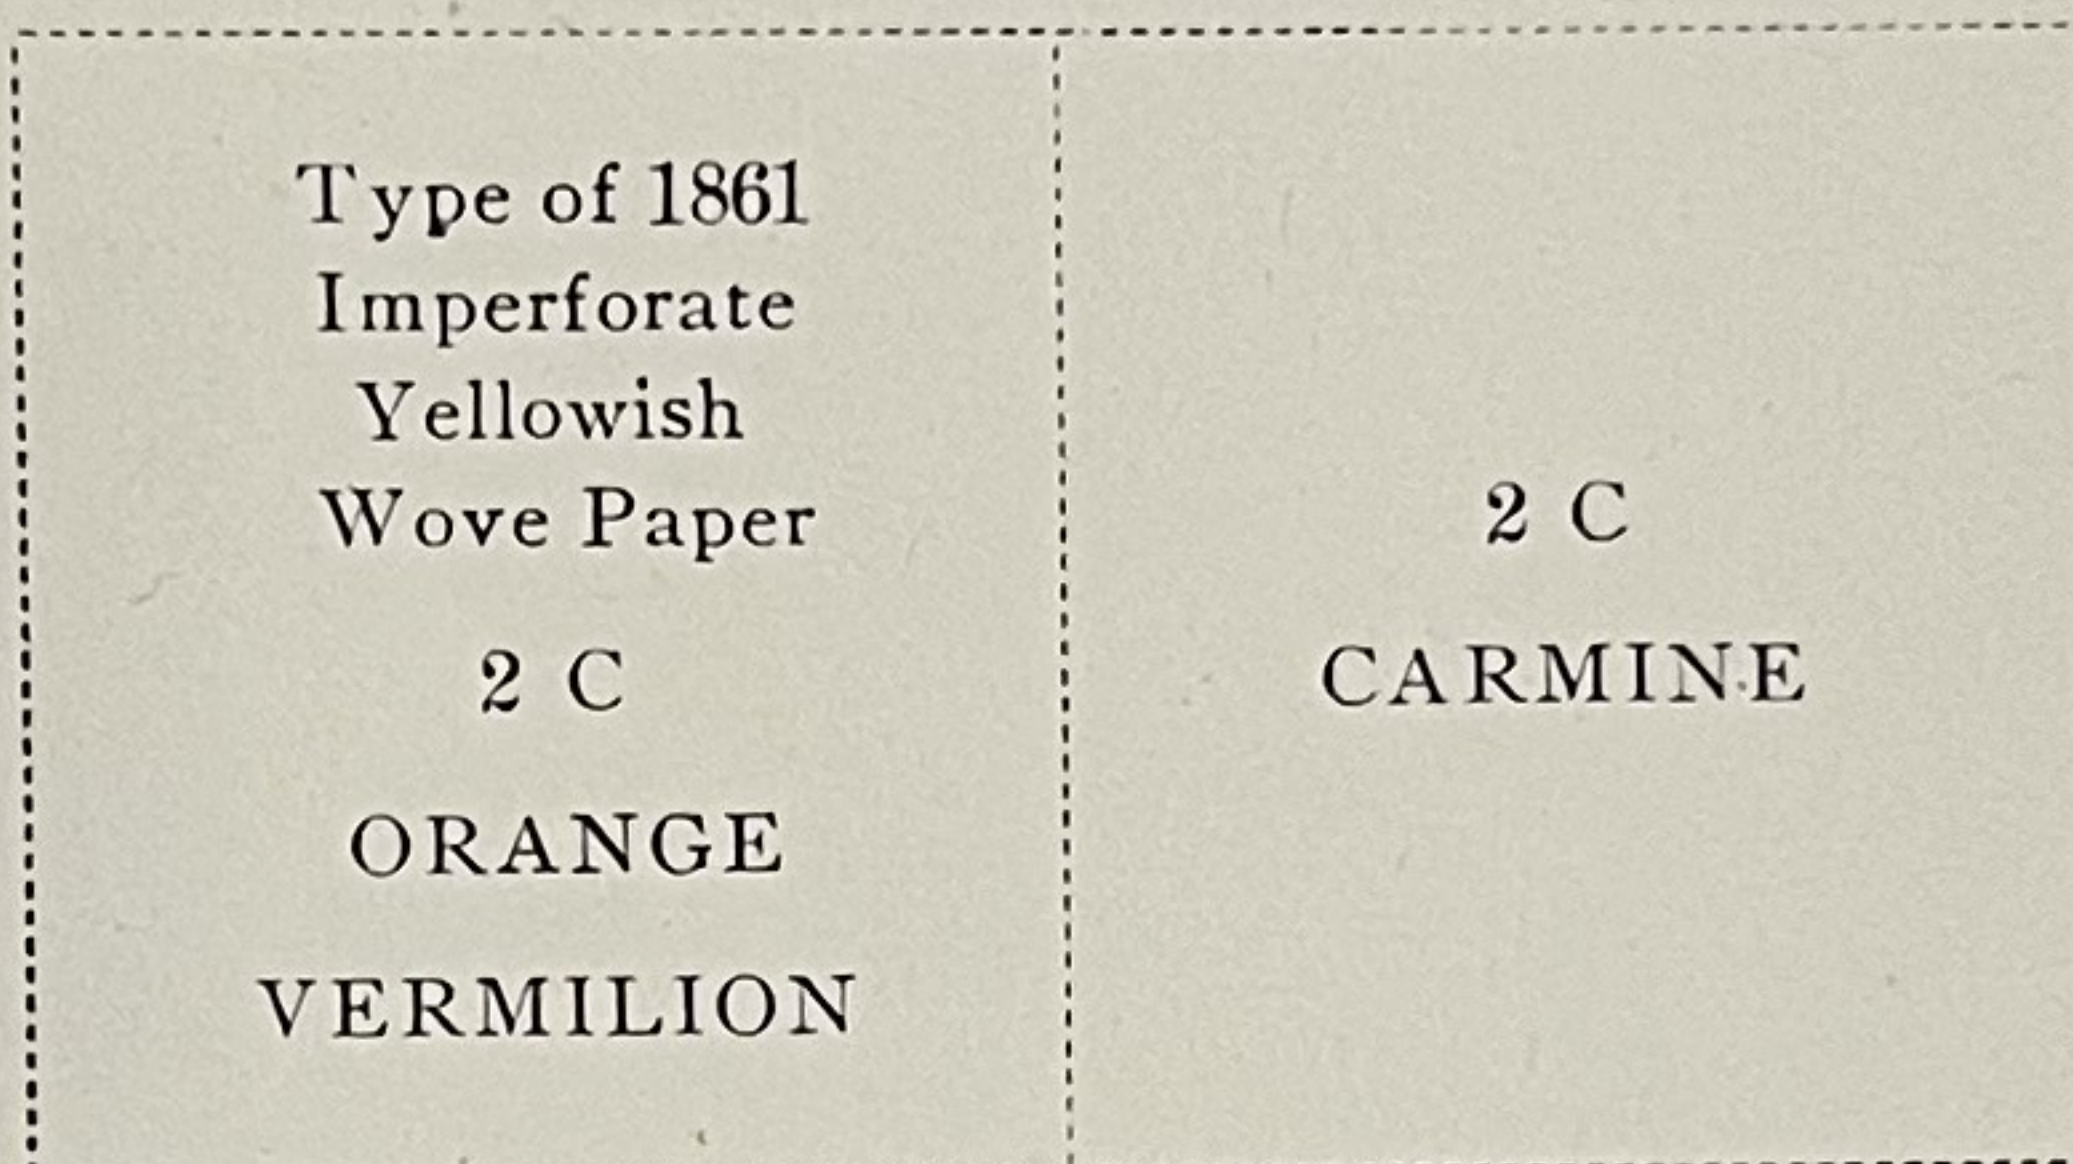 Type of 1861
Imperforate
Yellowish
Wove Paper
2 C
ORANGE
VERMILION
2 C
CARMINE